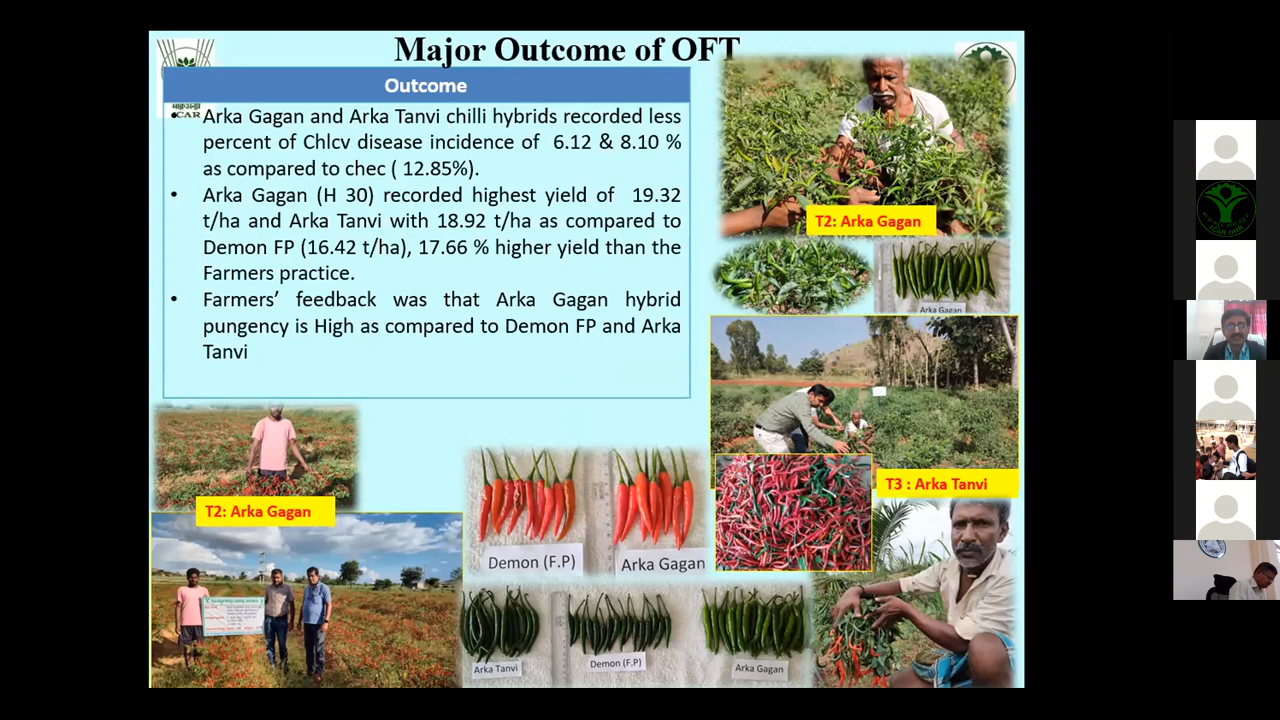 Major Outcome of OFT
Outcome
ICAR
• Arka Gagan and Arka Tanvi chilli hybrids recorded less
percent of Chlcv disease incidence of 6.12 & 8.10 %
as compared to chec ( 12.85%).
• Arka Gagan (H 30) recorded highest yield of 19.32
t/ha and Arka Tanvi with 18.92 t/ha as compared to
Demon FP (16.42 t/ha), 17.66 % higher yield than the
Farmers practice.
• Farmers’ feedback was that Arka Gagan hybrid
pungency is High as compared to Demon FP and Arka
Tanvi
T2: Arka Gagan
Arka Gagan
T3 : Arka Tanvi
T2: Arka Gagan
Demon (F.P)
Arka Gagan
Arka Tanvi
Demon (F.P)
Arka Gagan
ICAR IIHR